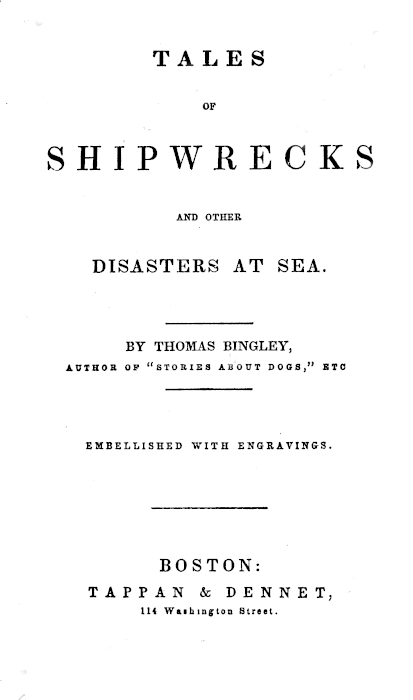 TALES
OF
SHIPWRECKS
AND OTHER
DISASTERS AT SEA.
BY THOMAS BINGLEY,
AUTHOR OF "STORIES ABOUT DOGS," ETC
EMBELLISHED WITH ENGRAVINGS.
BOSTON:
TAPPAN & DENNET,
114 Washington Street.